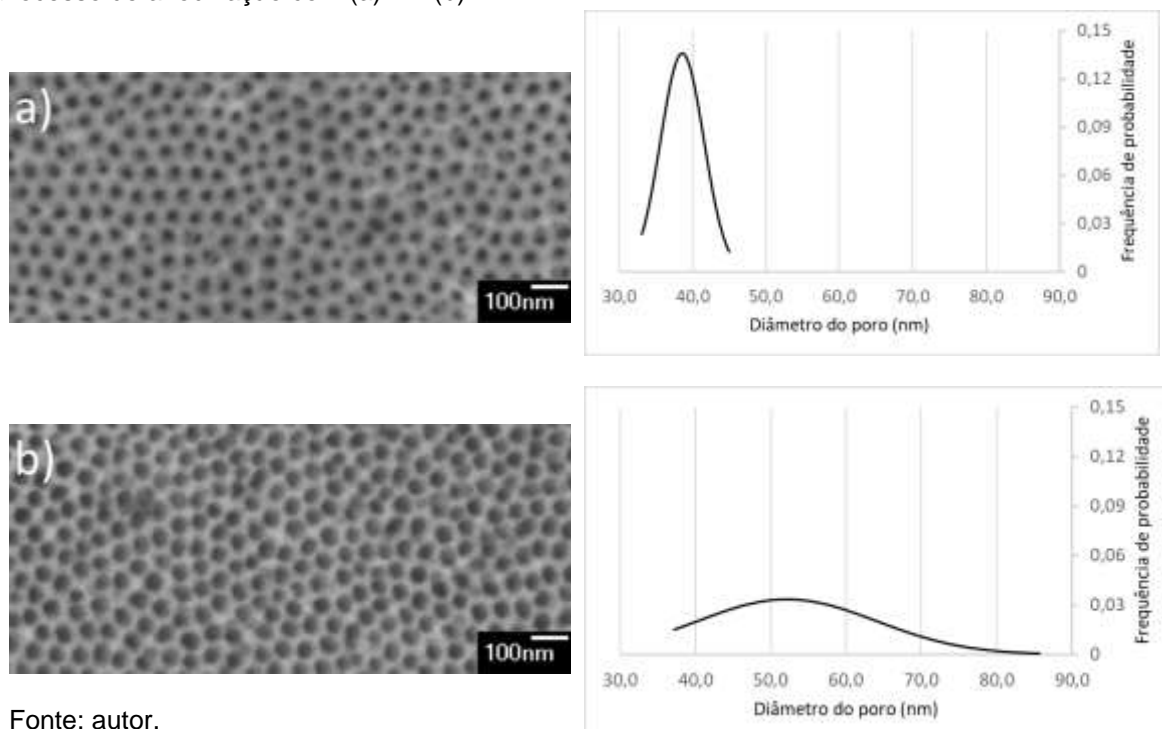 a)
100nm
0,15
0,12
0,09
0,06
0,03
0
Frequência de probabilidade
30,0 40,0 50,0 60,0 70,0 80,0 90,0
Diâmetro do poro (nm)
b)
100nm
0,15
0,12
0,09
0,06
0,03
0
Frequência de probabilidade
30,0 40,0 50,0 60,0 70,0 80,0 90,0
Diâmetro do poro (nm)
Fonte: autor.